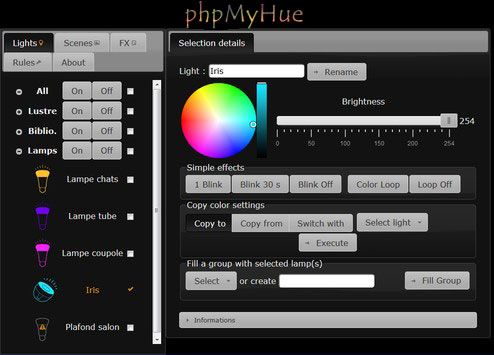 phpMyHue
Lights Scenes FX
Rules About
All On Off
Lustre On Off
Biblio. On Off
Lamps On Off
Lampe chats
Lampe tube
Lampe coupole
Iris
Plafond salon
Selection details
Light : Iris Rename
Brightness
254
0 50 100 150 200 254
Simple effects
1 Blink Blink 30 s Blink Off Color Loop Loop Off
Copy color settings
Copy to Copy from Switch with Select light
Execute
Fill a group with selected lamp(s)
Select or create Fill Group
Informations